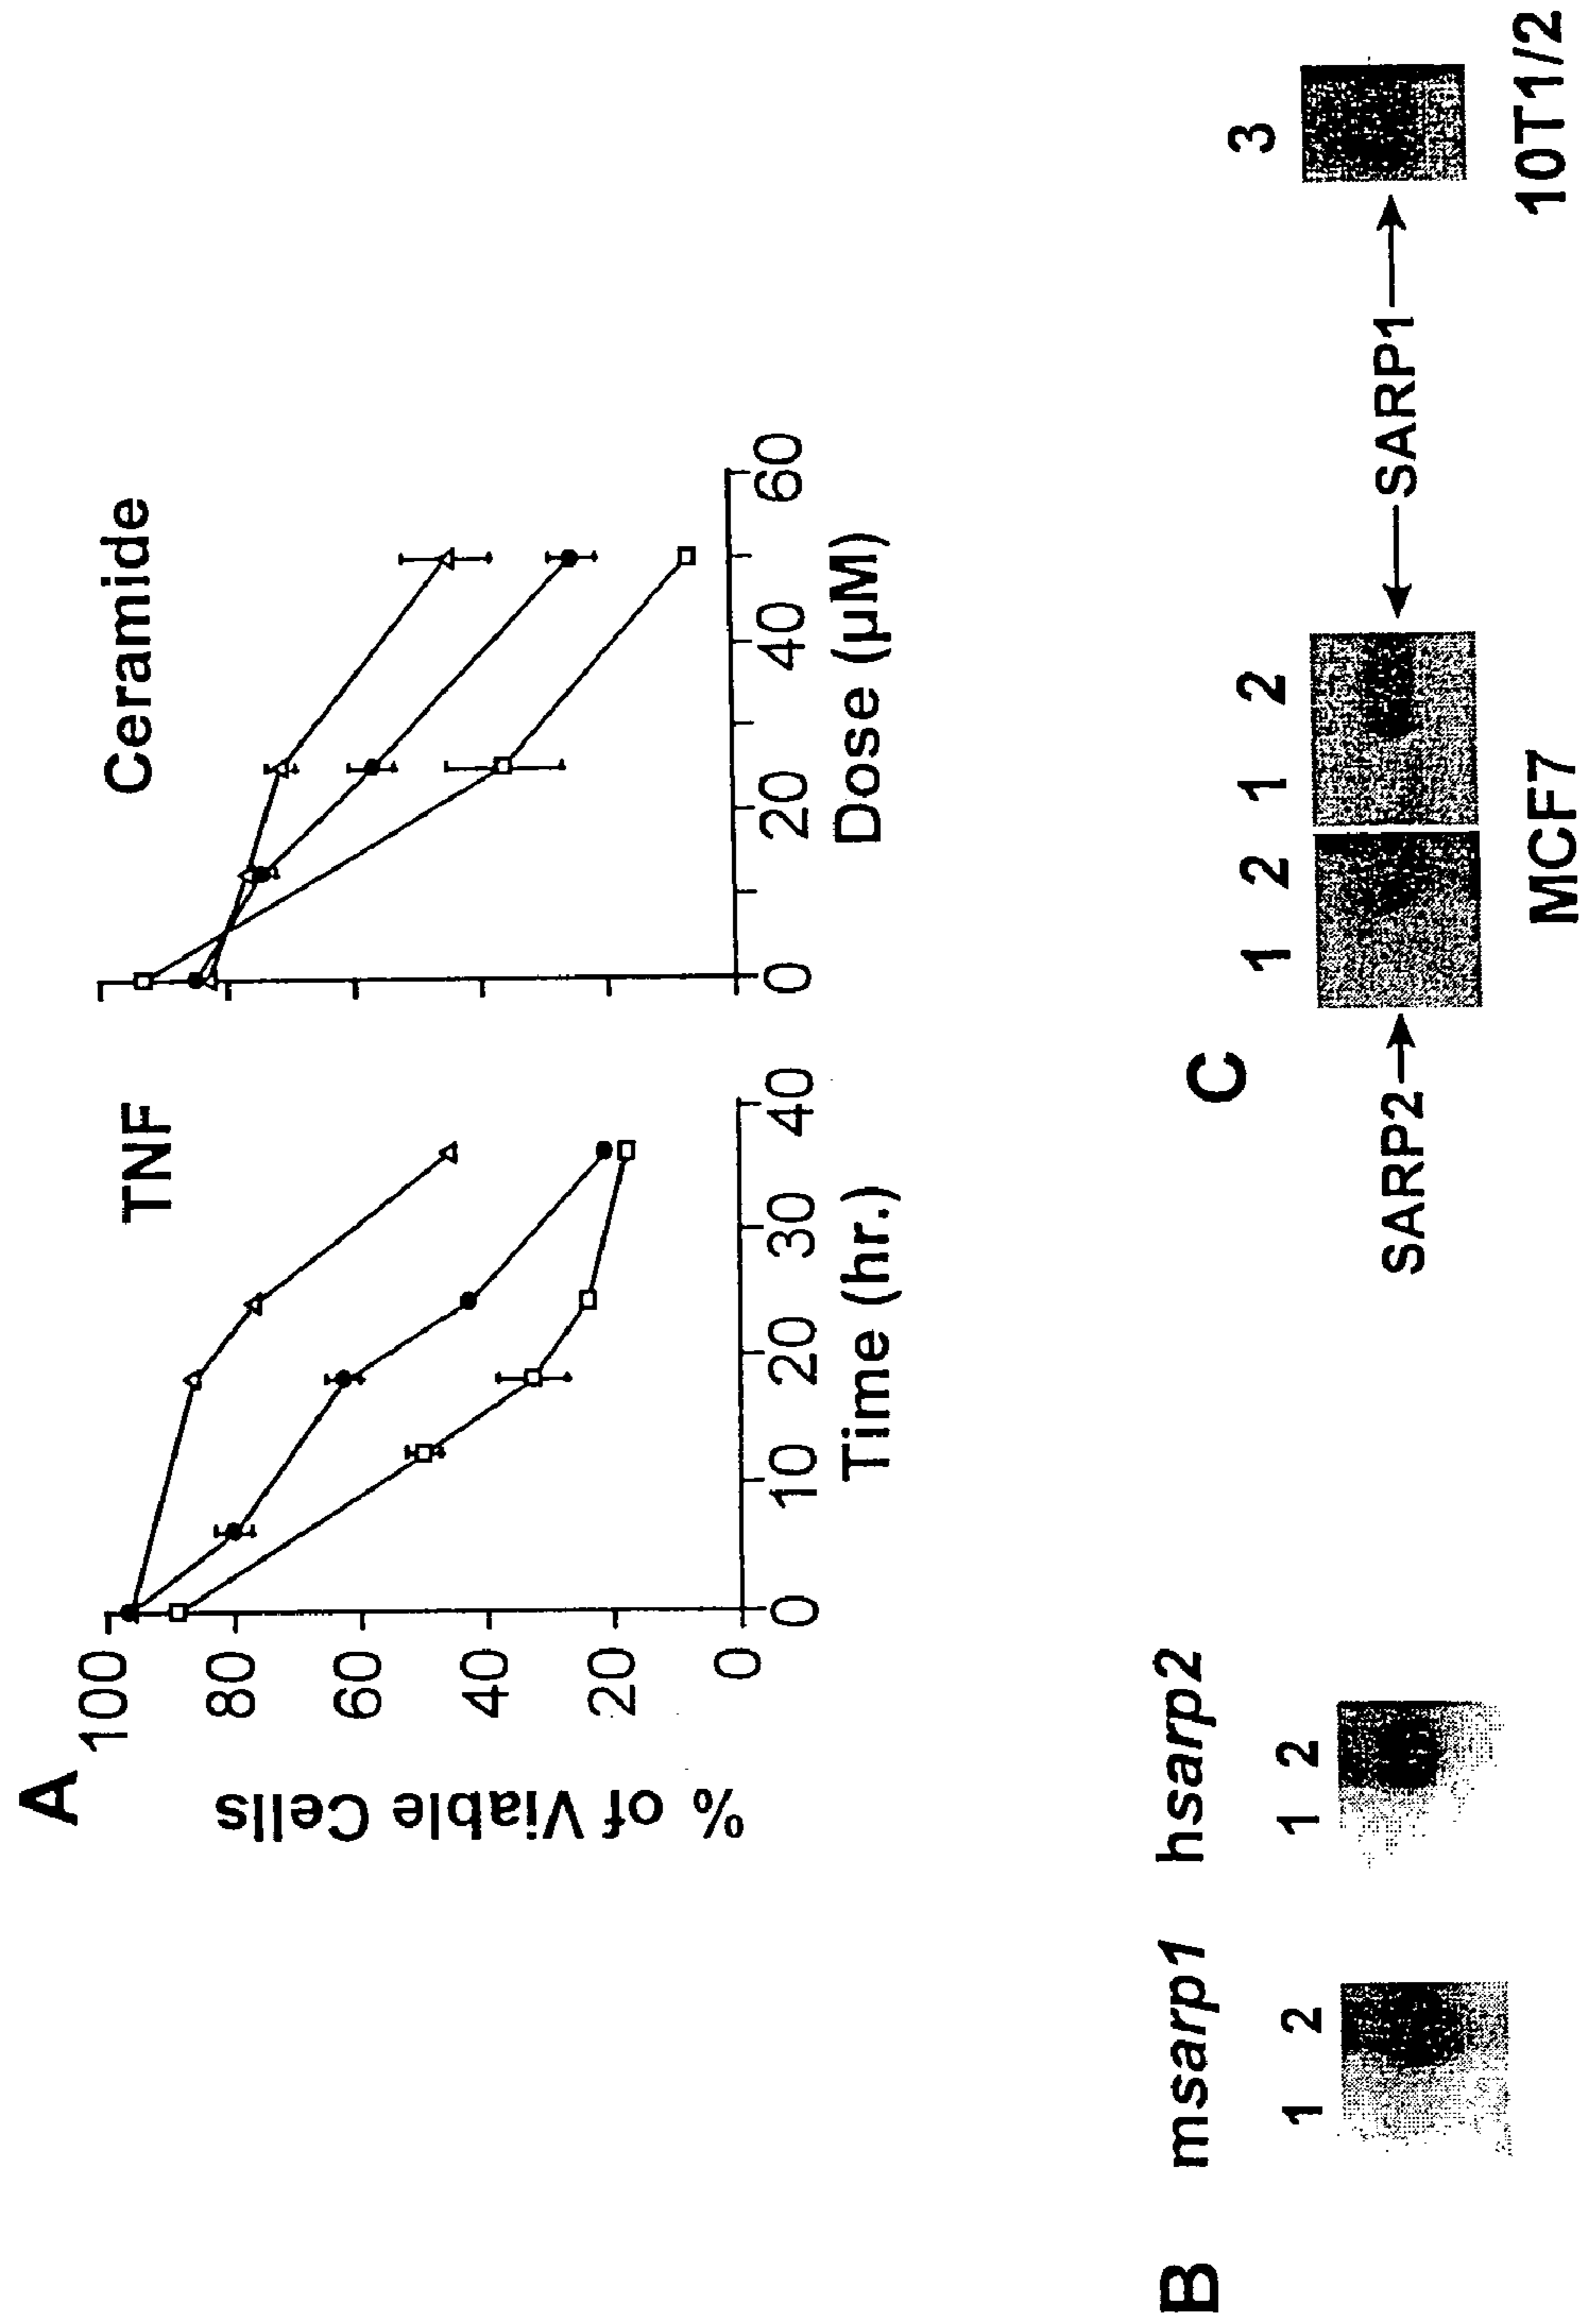 A
TNF
Ceramide
% of Viable Cells
100
80
60
40
20
0
0 10 20 30 40
Time (hr.)
0 20 40 60
Dose (µM)
B
msarp1 hsarp2
1 2 1 2
C
1 2 1 2 3
SARP2 SARP1
MCF7 10T1/2